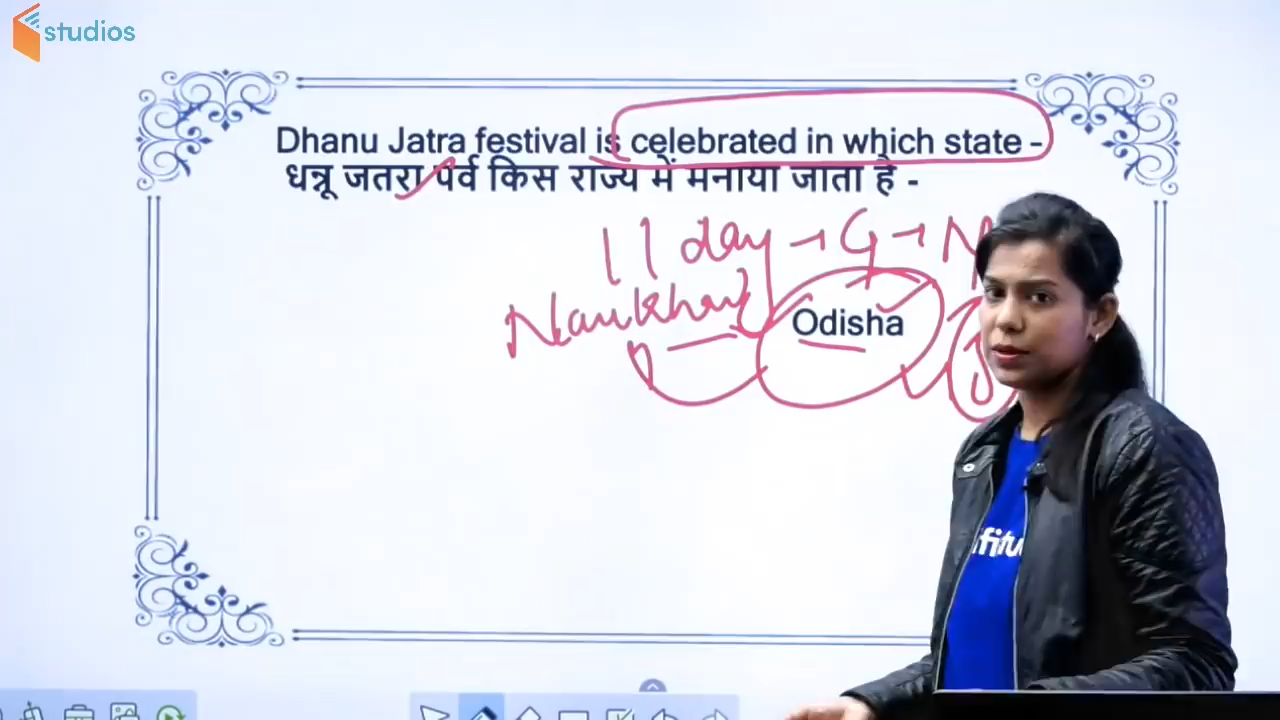 studios
Dhanu Jatra festival is celebrated in which state -
धन्नू जतरा पर्व किस राज्य में मनाया जाता है -
11 day → G → M
Odisha